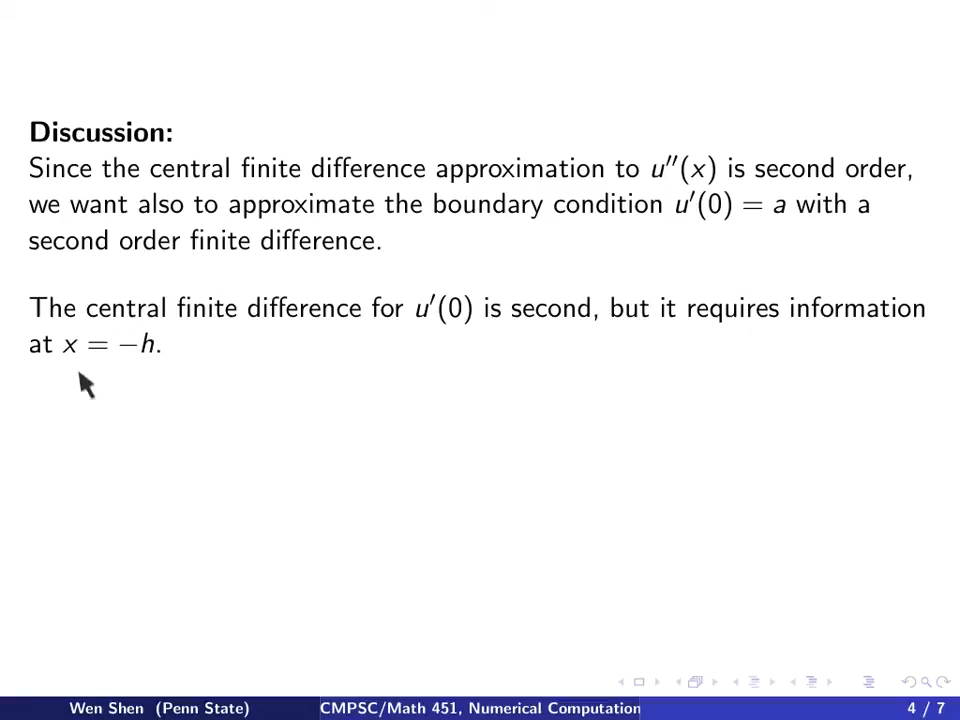 Discussion:
Since the central finite difference approximation to u′′(x) is second order,
we want also to approximate the boundary condition u′(0) = a with a
second order finite difference.
The central finite difference for u′(0) is second, but it requires information
at x = −h.
Wen Shen (Penn State)
CMPSC/Math 451, Numerical Computation
4 / 7